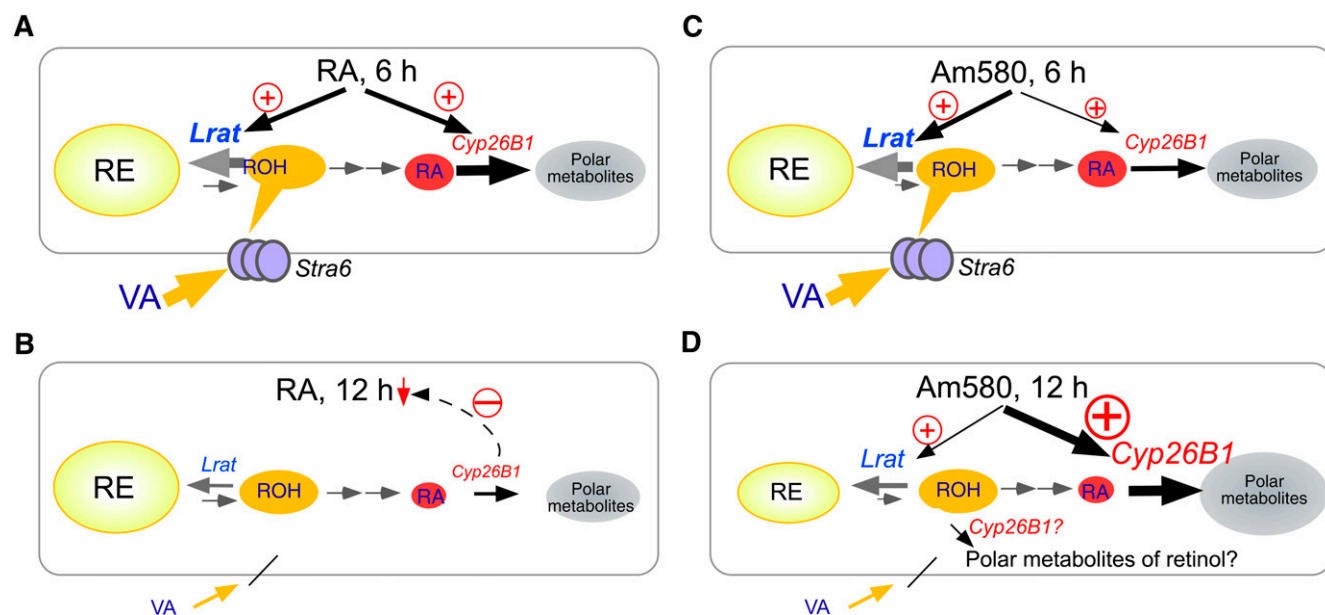 A
RA, 6 h
+
+
Lrat
Cyp26B1
RE
ROH
RA
Polar
metabolites
Stra6
VA
C
Am580, 6 h
+
+
Lrat
Cyp26B1
RE
ROH
RA
Polar
metabolites
Stra6
VA
B
RA, 12 h
−
Lrat
Cyp26B1
RE
ROH
RA
Polar
metabolites
VA
D
Am580, 12 h
+
+
Lrat
Cyp26B1
RE
ROH
RA
Polar
metabolites
Cyp26B1?
Polar metabolites of retinol?
VA